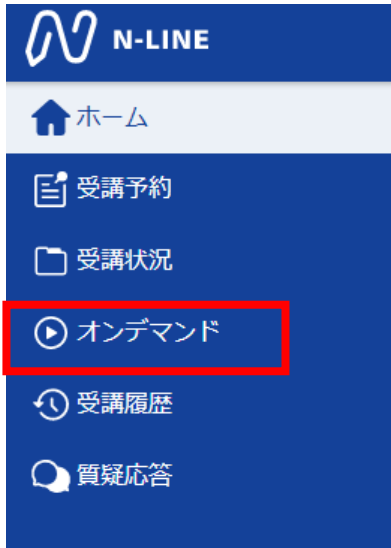 N-LINE
ホーム
受講予約
受講状況
オンデマンド
受講履歴
質疑応答